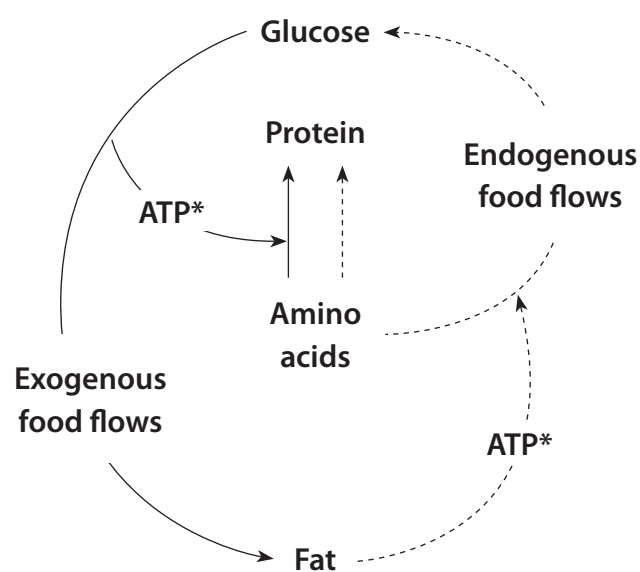 Glucose
Protein
Endogenous
food flows
ATP*
Amino
acids
Exogenous
food flows
ATP*
Fat